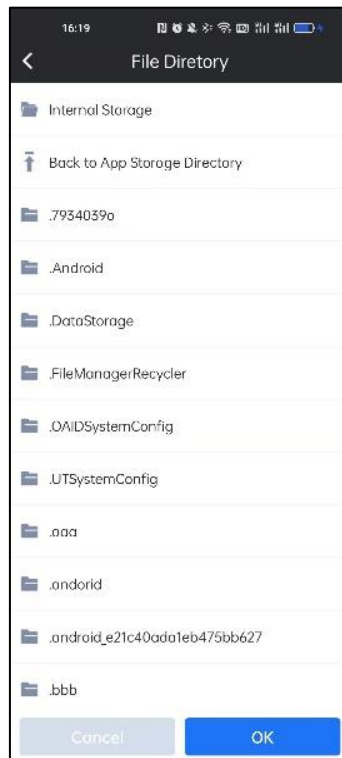 16:19
File Diretory
Internal Storage
Back to App Storage Directory
.7934039o
.Android
.DataStorage
.FileManagerRecycler
.OAIDSystemConfig
.UTSystemConfig
.aaa
.andorid
.android_e21c40ada1eb475bb627
.bbb
Cancel OK